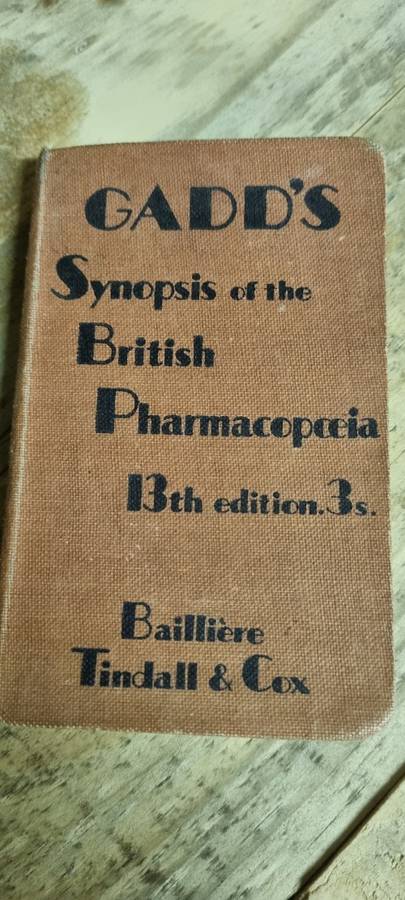 GADD'S
Synopsis of the
British
Pharmacopœia
13th edition. 3s.
Baillière
Tindall & Cox